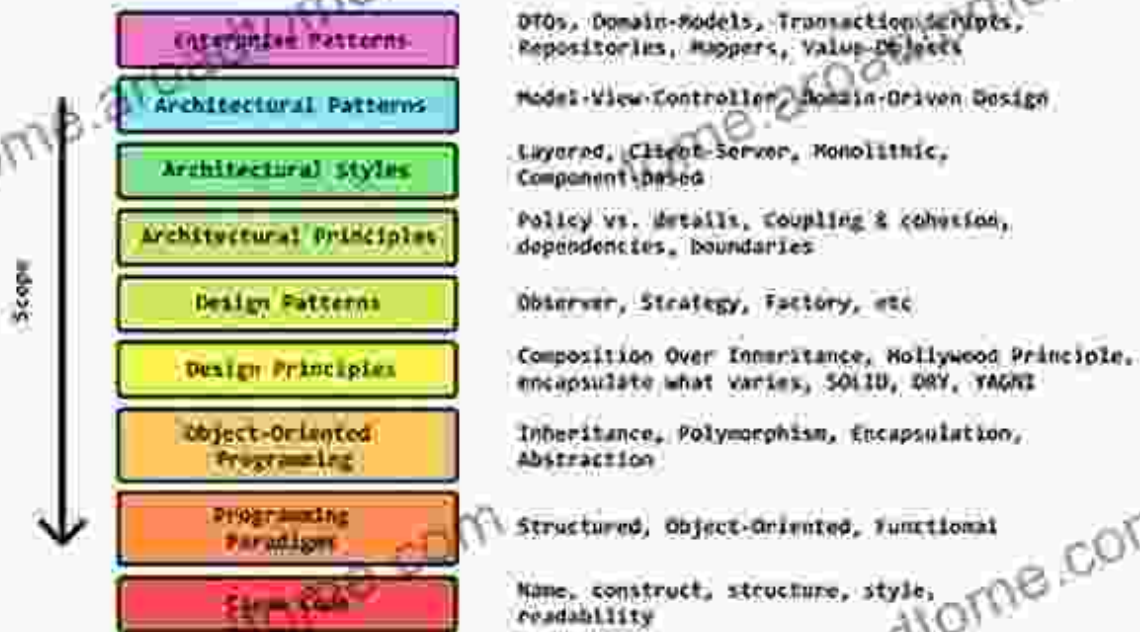 Enterprise Patterns
DTOs, Domain-Models, Transaction Scripts,
Repositories, Mappers, Value-Objects
Architectural Patterns
Model-View-Controller, Domain-Driven Design
Architectural Styles
Layered, Client-Server, Monolithic,
Component-based
Architectural Principles
Policy vs. details, Coupling & cohesion,
dependencies, boundaries
Scope
Design Patterns
Observer, Strategy, Factory, etc
Design Principles
Composition Over Inheritance, Hollywood Principle,
encapsulate what varies, SOLID, DRY, YAGNI
Object-Oriented
Programming
Inheritance, Polymorphism, Encapsulation,
Abstraction
Programming
Paradigms
Structured, Object-Oriented, Functional
Clean Code
Name, construct, structure, style,
readability